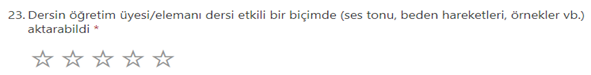 23. Dersin öğretim üyesi/elemanı dersi etkili bir biçimde (ses tonu, beden hareketleri, örnekler vb.)
aktarabildi *